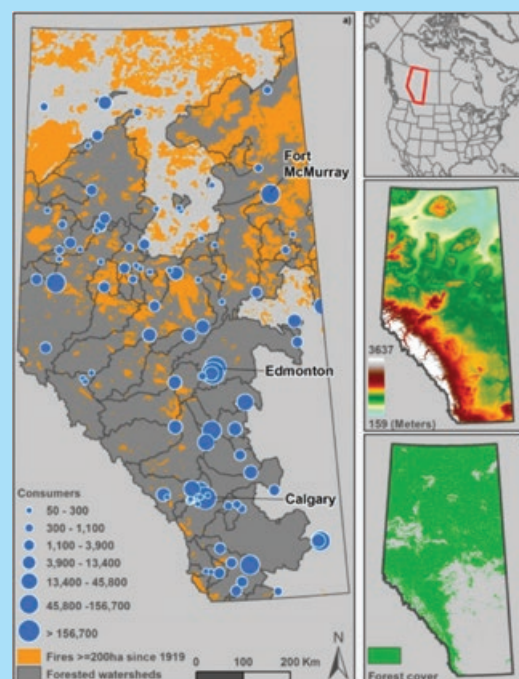 a)
Fort
McMurray
Edmonton
Calgary
Consumers
50 - 300
300 - 1,100
1,100 - 3,900
3,900 - 13,400
13,400 - 45,800
45,800 -156,700
> 156,700
Fires >=200ha since 1919
Forested watersheds
0 100 200 Km
N
3637
159 (Meters)
Forest cover